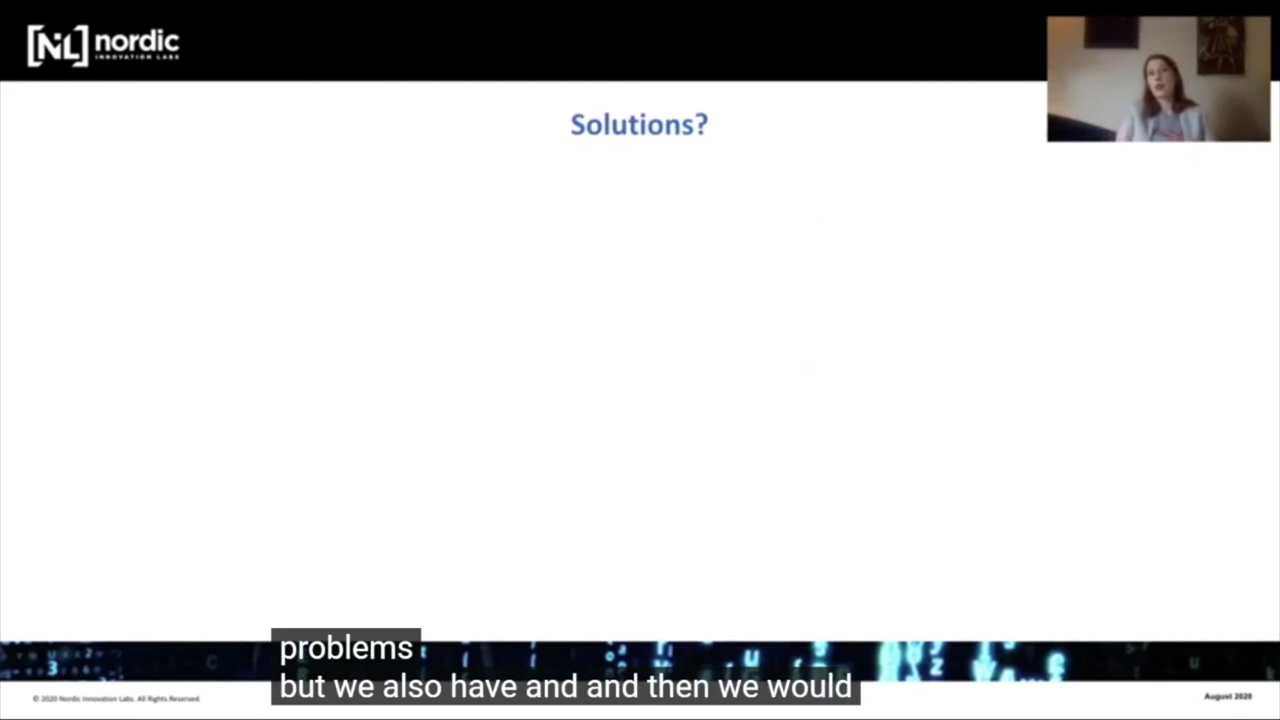 [NiL] nordic
INNOVATION LABS
Solutions?
problems
but we also have and and then we would
© 2020 Nordic Innovation Labs. All Rights Reserved.
August 2020